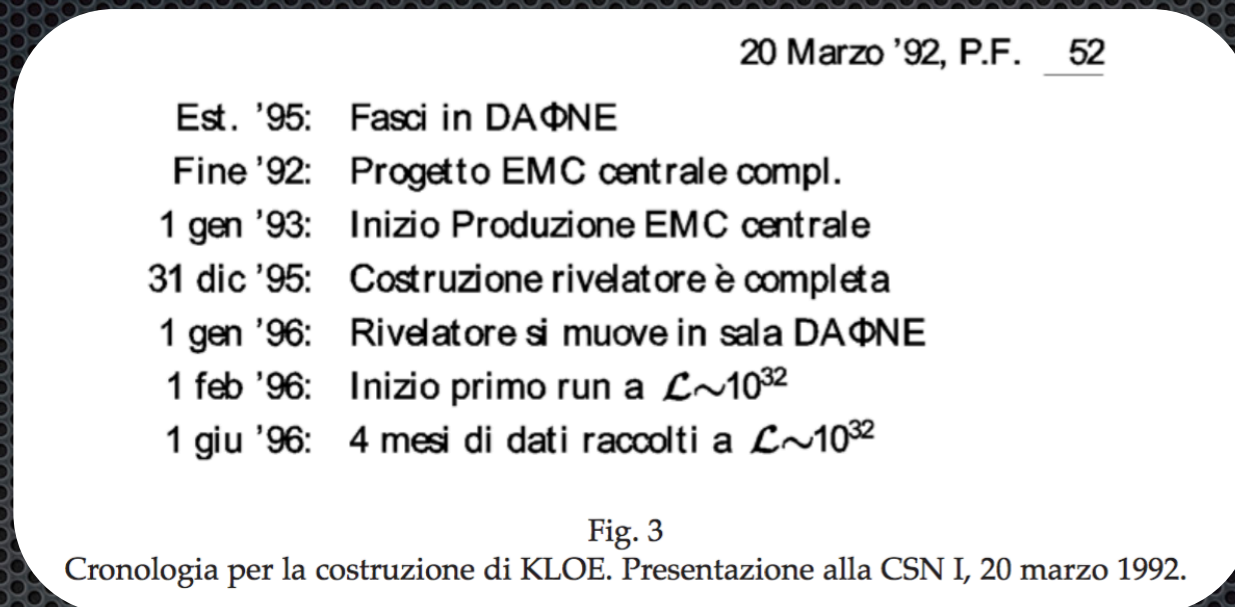 20 Marzo ’92, P.F. 52
Est. ’95: Fasci in DAΦNE
Fine ’92: Progetto EMC centrale compl.
1 gen ’93: Inizio Produzione EMC centrale
31 dic ’95: Costruzione rivelatore è completa
1 gen ’96: Rivelatore si muove in sala DAΦNE
1 feb ’96: Inizio primo run a ℒ~10³²
1 giu ’96: 4 mesi di dati raccolti a ℒ~10³²
Fig. 3
Cronologia per la costruzione di KLOE. Presentazione alla CSN I, 20 marzo 1992.